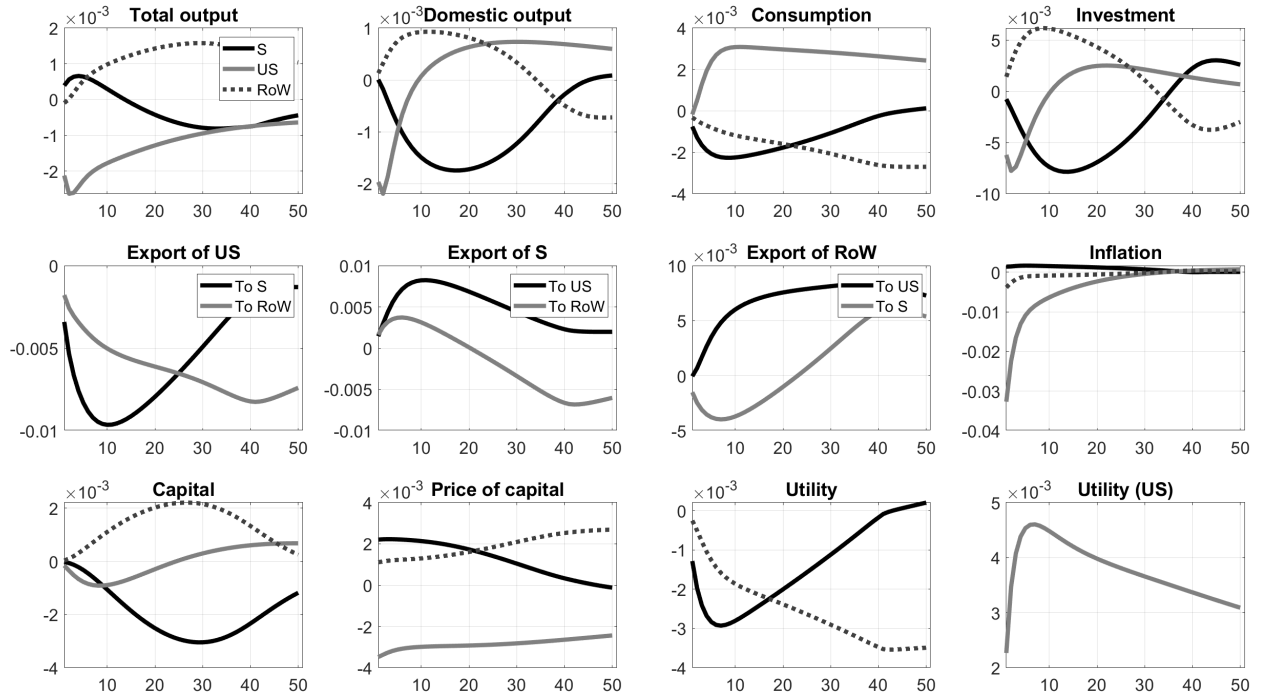 Total output
×10⁻³
2
1
0
-1
-2
10 20 30 40 50
S
US
RoW
Domestic output
×10⁻³
1
0
-1
-2
10 20 30 40 50
Consumption
×10⁻³
4
2
0
-2
-4
10 20 30 40 50
Investment
×10⁻³
5
0
-5
-10
10 20 30 40 50
Export of US
0
-0.005
-0.01
10 20 30 40 50
To S
To RoW
Export of S
0.01
0.005
0
-0.005
-0.01
10 20 30 40 50
To US
To RoW
Export of RoW
×10⁻³
10
5
0
-5
10 20 30 40 50
To US
To S
Inflation
0
-0.01
-0.02
-0.03
-0.04
10 20 30 40 50
Capital
×10⁻³
2
0
-2
-4
10 20 30 40 50
Price of capital
×10⁻³
4
2
0
-2
-4
10 20 30 40 50
Utility
×10⁻³
0
-1
-2
-3
-4
10 20 30 40 50
Utility (US)
×10⁻³
5
4
3
2
10 20 30 40 50